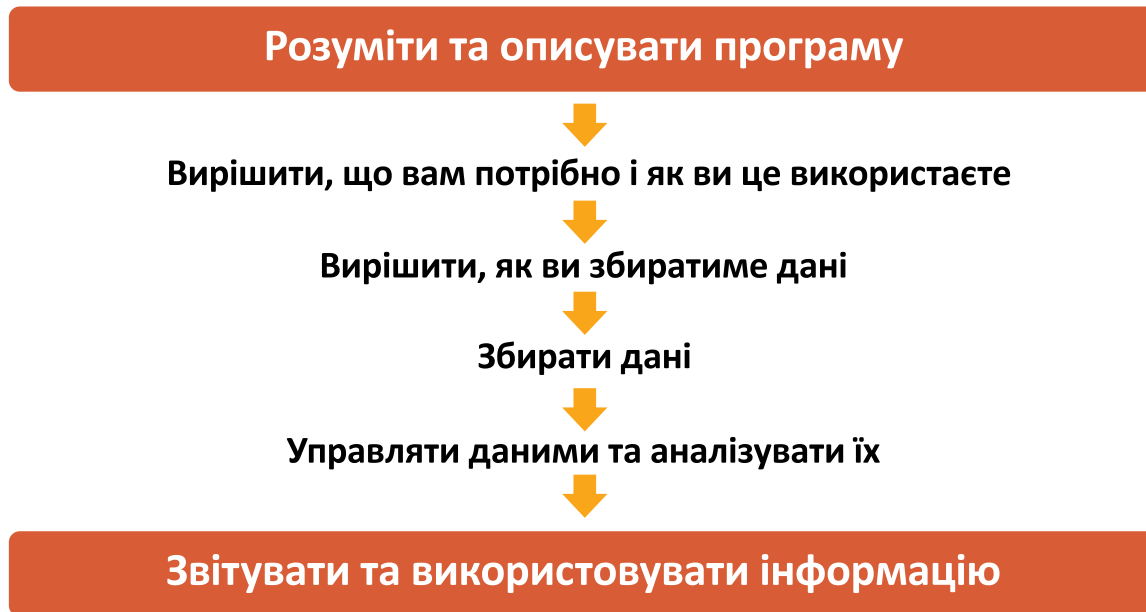 Розуміти та описувати програму
Вирішити, що вам потрібно і як ви це використаєте
Вирішити, як ви збиратиме дані
Збирати дані
Управляти даними та аналізувати їх
Звітувати та використовувати інформацію